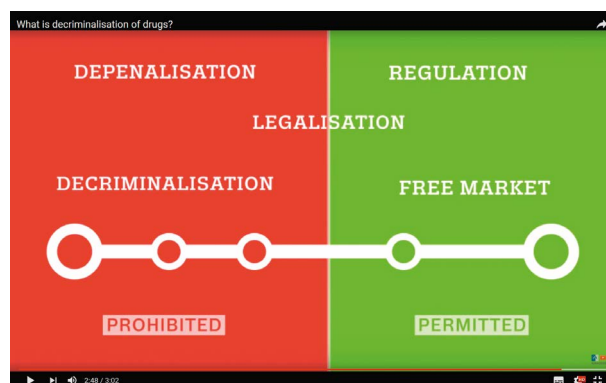 What is decriminalisation of drugs?
DEPENALISATION
REGULATION
LEGALISATION
DECRIMINALISATION
FREE MARKET
PROHIBITED
PERMITTED
2:48 / 3:02